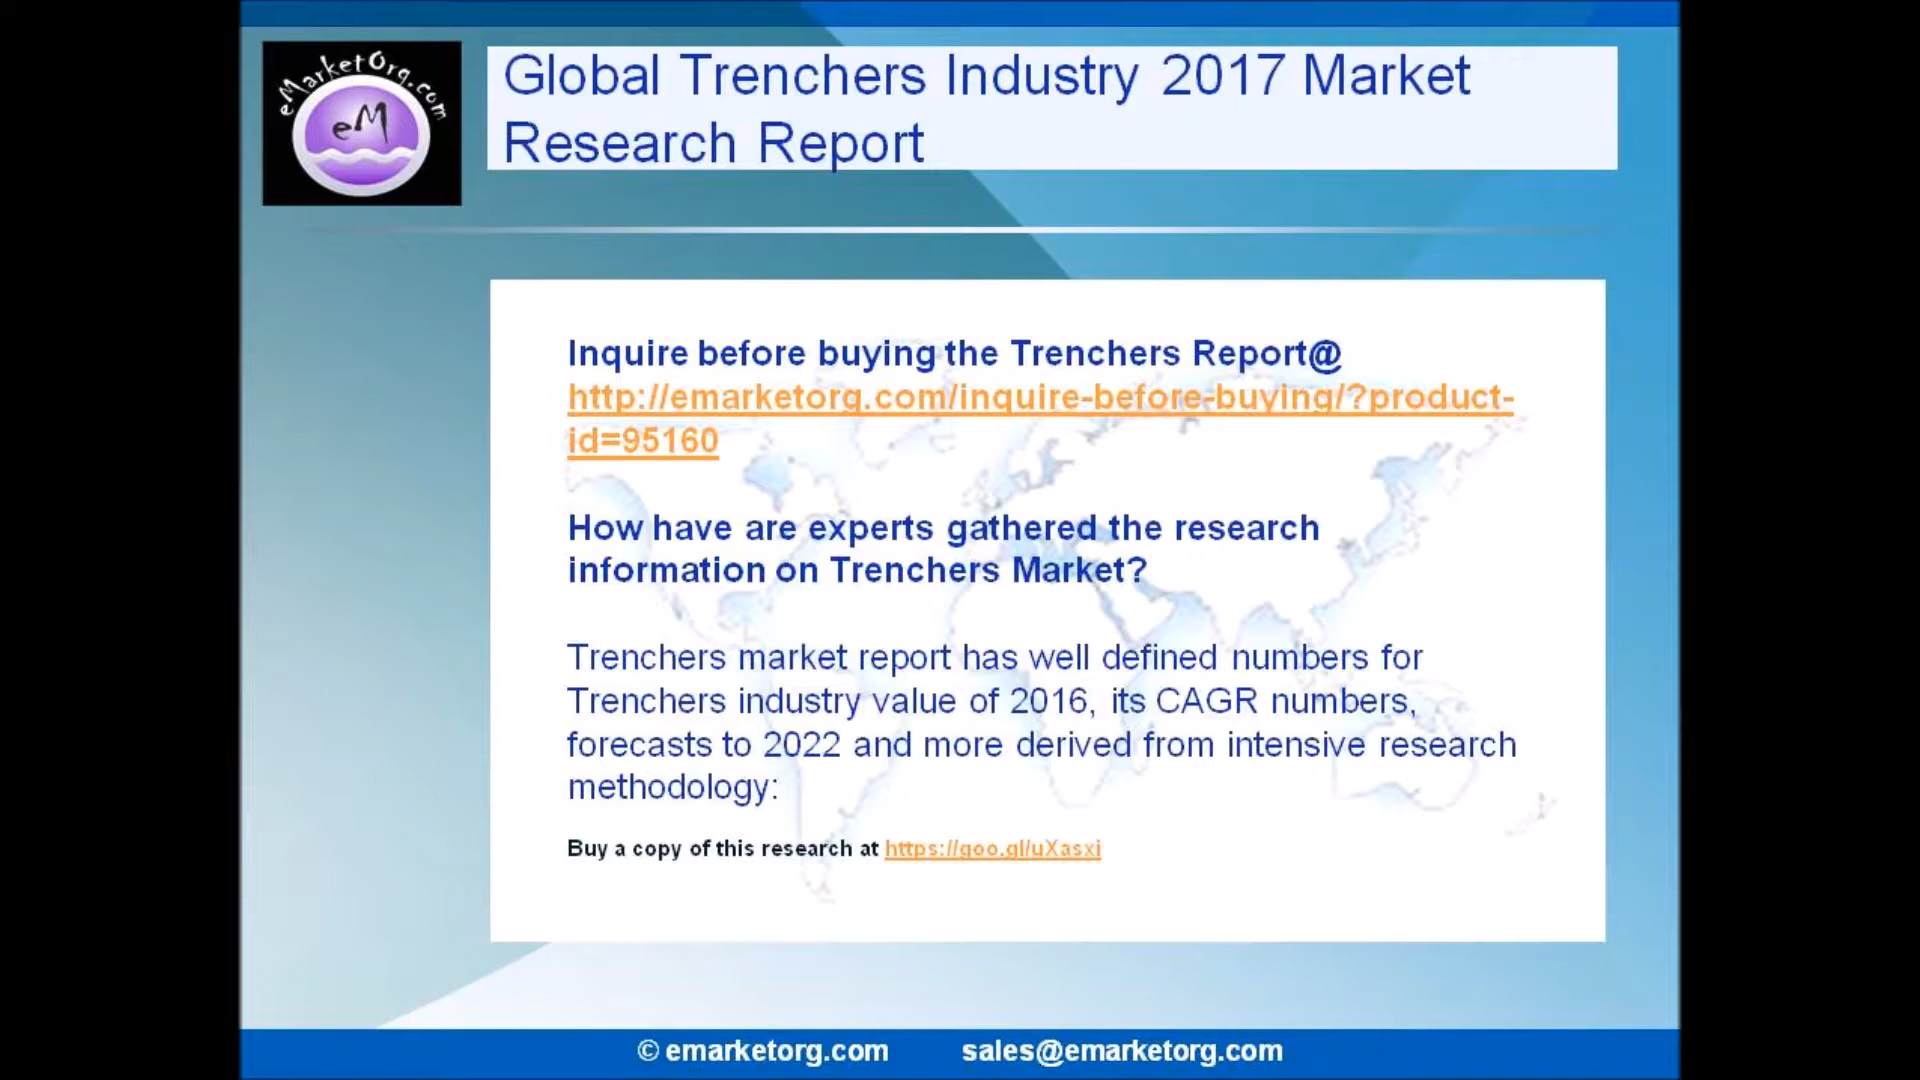 eMarketOrg.com
eM
Global Trenchers Industry 2017 Market
Research Report
Inquire before buying the Trenchers Report@
http://emarketorg.com/inquire-before-buying/?product-
id=95160
How have are experts gathered the research
information on Trenchers Market?
Trenchers market report has well defined numbers for
Trenchers industry value of 2016, its CAGR numbers,
forecasts to 2022 and more derived from intensive research
methodology:
Buy a copy of this research at https://goo.gl/uXasxi
© emarketorg.com sales@emarketorg.com